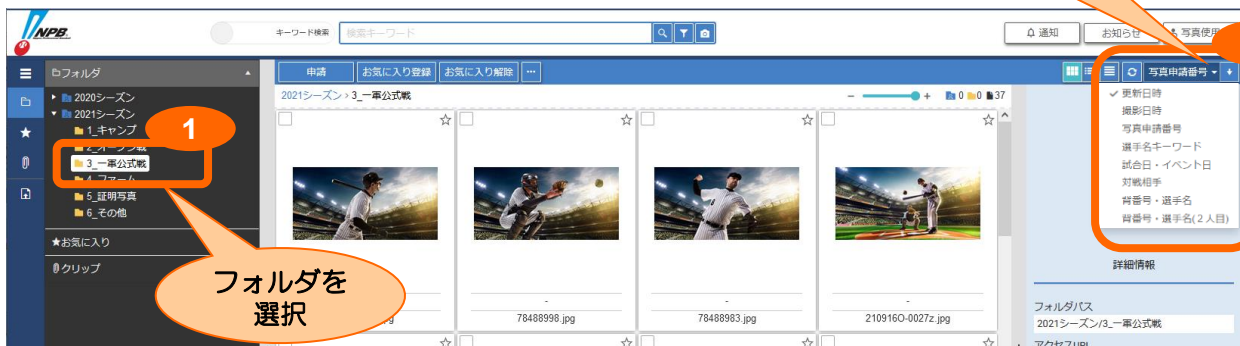 NPB
キーワード検索
検索キーワード
通知
お知らせ
写真使用
フォルダ
申請
お気に入り登録
お気に入り解除
写真申請番号
2020シーズン
2021シーズン
1_キャンプ
3_一軍公式戦
5_証明写真
6_その他
★お気に入り
クリップ
1
フォルダを
選択
2021シーズン › 3_一軍公式戦
- +
0 0 37
-
78488998.jpg
-
78488983.jpg
-
210916O-0027z.jpg
✓ 更新日時
撮影日時
写真申請番号
選手名キーワード
試合日・イベント日
対戦相手
背番号・選手名
背番号・選手名(2人目)
詳細情報
フォルダパス
2021シーズン/3_一軍公式戦